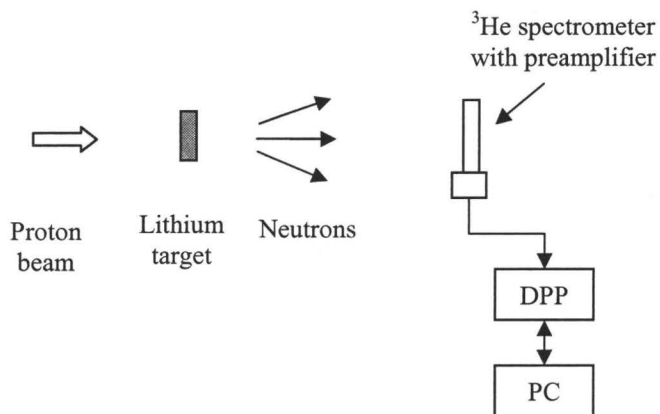 ³He spectrometer
with preamplifier
Proton
beam
Lithium
target
Neutrons
DPP
PC